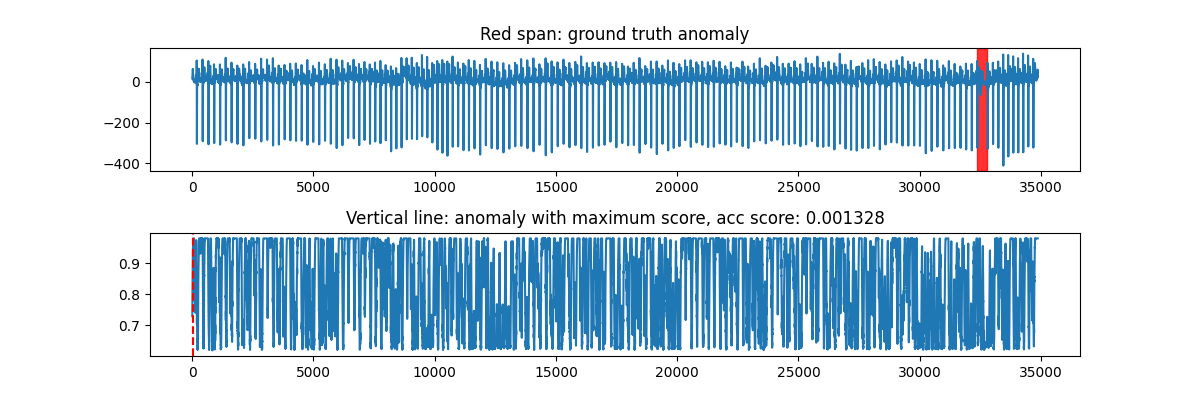 Red span: ground truth anomaly
0
−200
−400
0 5000 10000 15000 20000 25000 30000 35000
Vertical line: anomaly with maximum score, acc score: 0.001328
0.9
0.8
0.7
0 5000 10000 15000 20000 25000 30000 35000